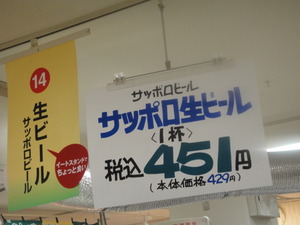 14
生ビール
サッポロビール
イートスタンドで
ちょっと食い
サッポロビール
サッポロ生ビール
〈1杯〉
税込451円
(本体価格429円)